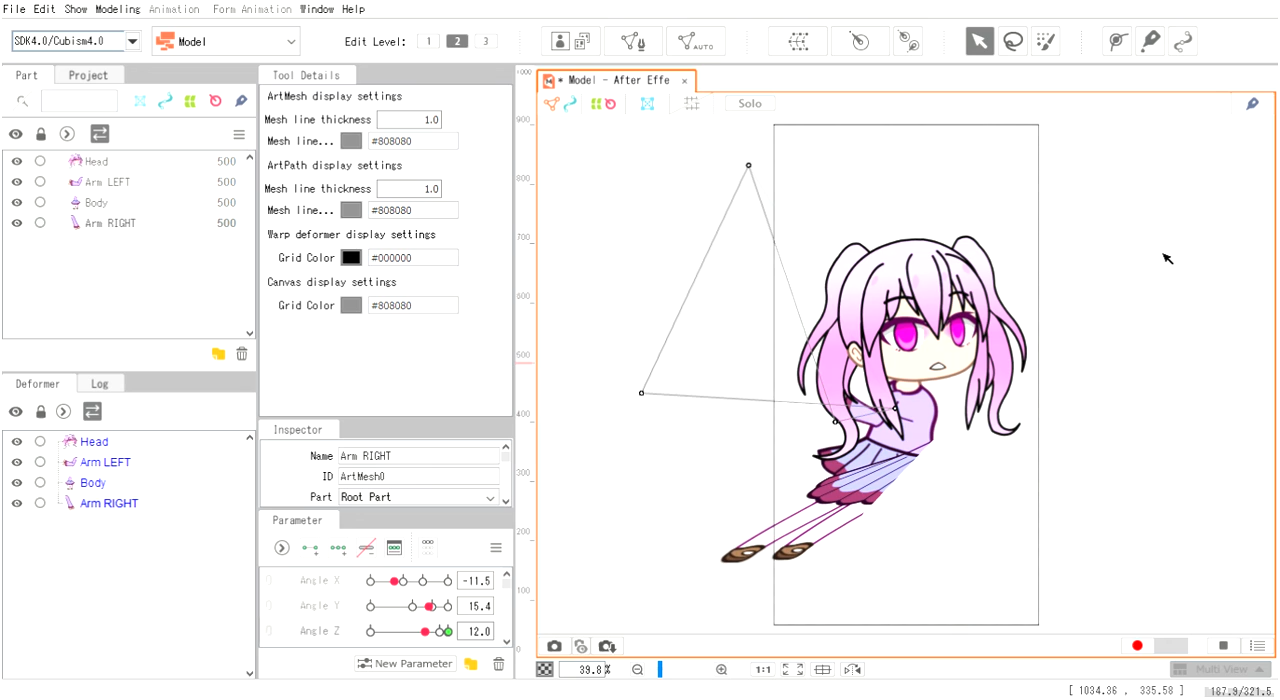 File Edit Show Modeling Animation Form Animation Window Help
SDK4.0/Cubism4.0
Model
Edit Level: 1 2 3
AUTO
Part Project
Head 500
Arm LEFT 500
Body 500
Arm RIGHT 500
Deformer Log
Head
Arm LEFT
Body
Arm RIGHT
Tool Details
ArtMesh display settings
Mesh line thickness 1.0
Mesh line... #808080
ArtPath display settings
Mesh line thickness 1.0
Mesh line... #808080
Warp deformer display settings
Grid Color #000000
Canvas display settings
Grid Color #808080
Inspector
Name Arm RIGHT
ID ArtMesh0
Part Root Part
Parameter
Angle X -11.5
Angle Y 15.4
Angle Z 12.0
New Parameter
* Model - After Effe ×
Solo
1000
900
800
700
600
500
400
300
200
100
0
39.8%
1:1
Multi View
[ 1034.36 , 335.58 ]